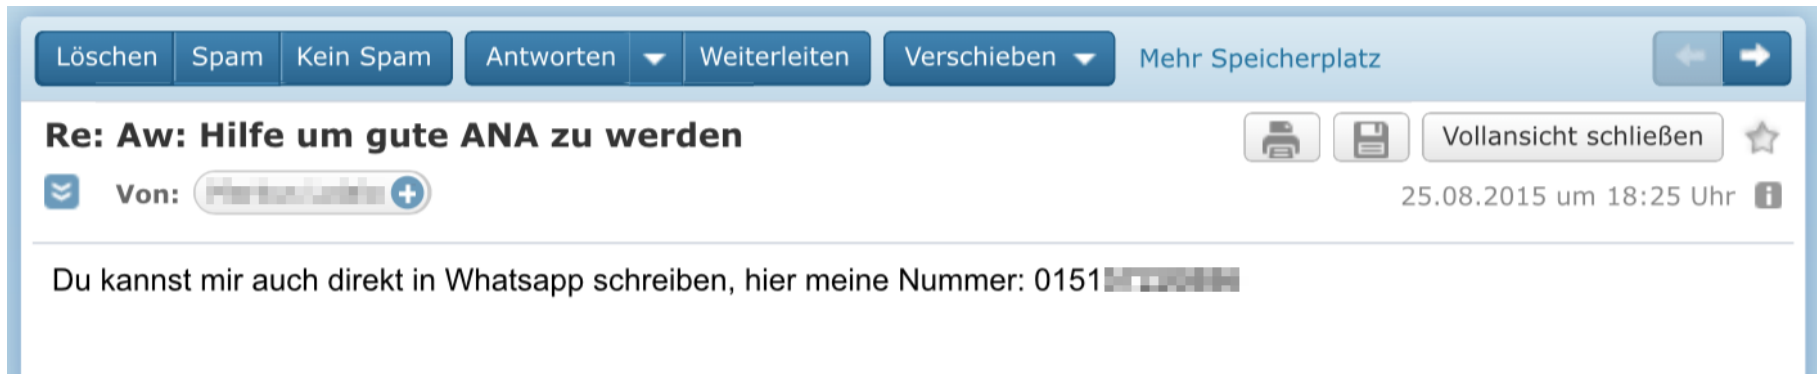 Löschen Spam Kein Spam Antworten Weiterleiten Verschieben Mehr Speicherplatz
Re: Aw: Hilfe um gute ANA zu werden
Vollansicht schließen
Von:
25.08.2015 um 18:25 Uhr
Du kannst mir auch direkt in Whatsapp schreiben, hier meine Nummer: 0151